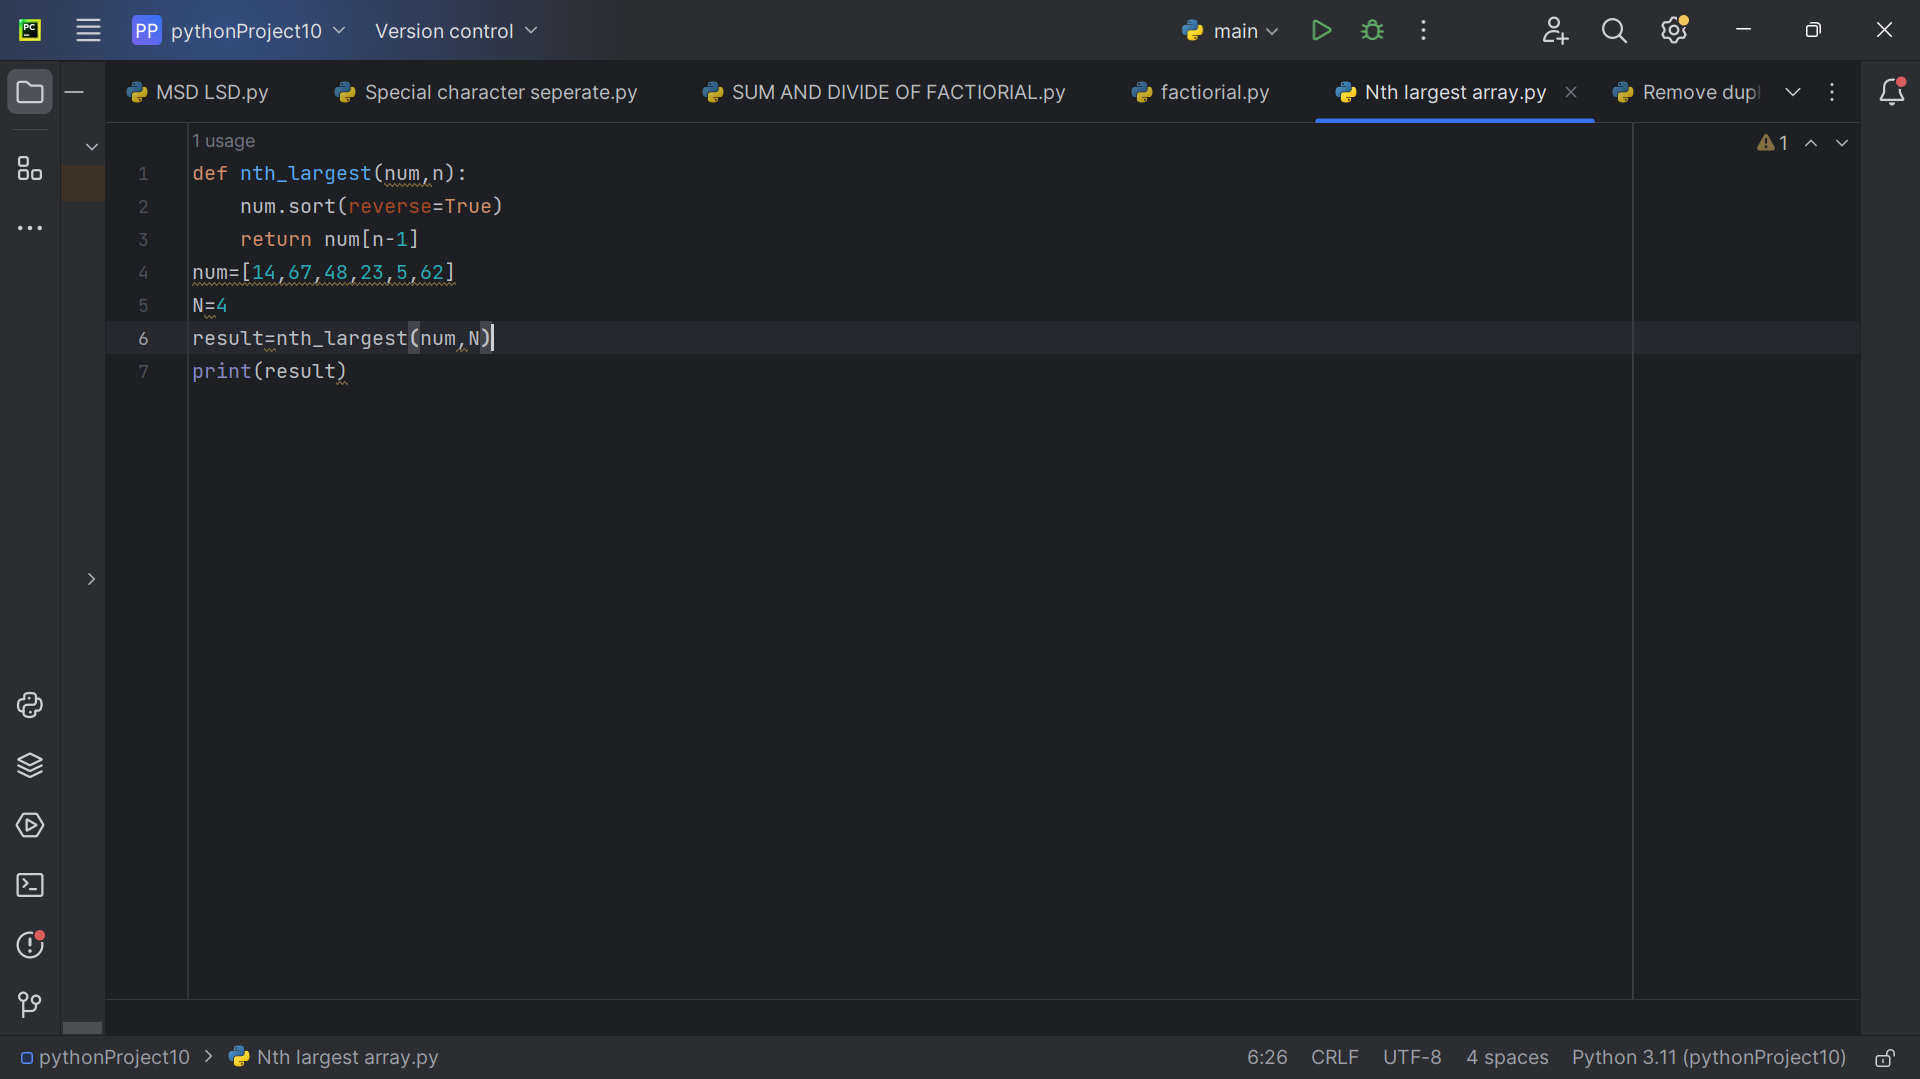 PC
PP pythonProject10 Version control main
MSD LSD.py Special character seperate.py SUM AND DIVIDE OF FACTIORIAL.py factiorial.py Nth largest array.py Remove dupl
1 usage
1
1 def nth_largest(num,n):
2     num.sort(reverse=True)
3     return num[n-1]
4 num=[14,67,48,23,5,62]
5 N=4
6 result=nth_largest(num,N)
7 print(result)
pythonProject10 > Nth largest array.py 6:26 CRLF UTF-8 4 spaces Python 3.11 (pythonProject10)